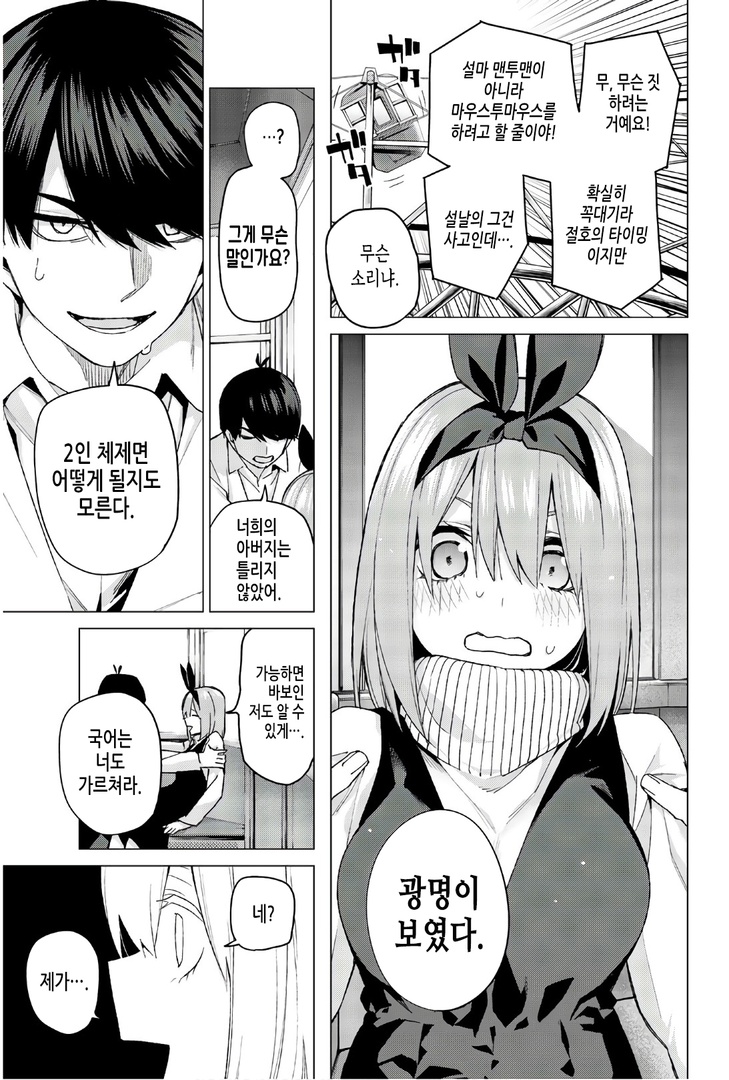 무, 무슨 짓
하려는
거예요!
설마 맨투맨이
아니라
마우스투마우스를
하려고 할 줄이야!
확실히
꼭대기라
절호의 타이밍
이지만
설날의 그건
사고인데….
무슨
소리냐.
광명이
보였다.
…?
그게 무슨
말인가요?
너희의
아버지는
틀리지
않았어.
2인 체제면
어떻게 될지도
모른다.
가능하면
바보인
저도 알 수
있게….
국어는
너도
가르쳐라.
네?
제가….